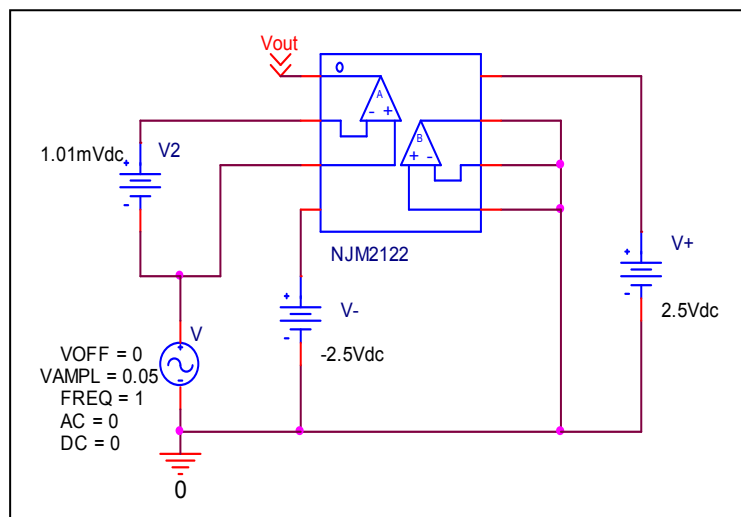 Vout
0
A
- +
B
+ -
V2
1.01mVdc
+
-
NJM2122
V+
+
-
2.5Vdc
V-
+
-
-2.5Vdc
V
+
-
VOFF = 0
VAMPL = 0.05
FREQ = 1
AC = 0
DC = 0
0